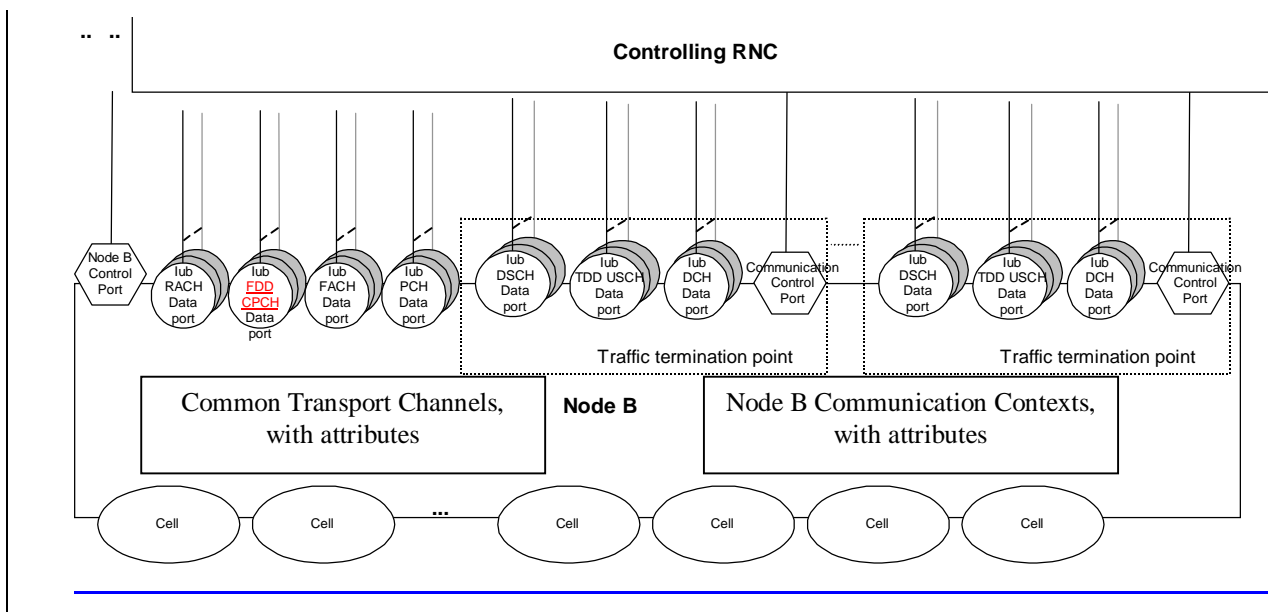 .. ..
Controlling RNC
Node B
Control
Port
Iub
RACH
Data
port
Iub
FDD
CPCH
Data
port
Iub
FACH
Data
port
Iub
PCH
Data
port
Iub
DSCH
Data
port
Iub
TDD USCH
Data
port
Iub
DCH
Data
port
Communication
Control
Port
Iub
DSCH
Data
port
Iub
TDD USCH
Data
port
Iub
DCH
Data
port
Communication
Control
Port
Traffic termination point
Traffic termination point
Common Transport Channels,
with attributes
Node B
Node B Communication Contexts,
with attributes
Cell
Cell
...
Cell
Cell
Cell
Cell